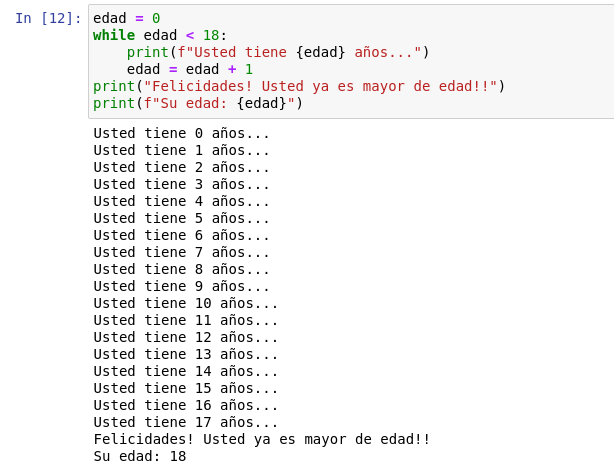 In [12]: edad = 0
while edad < 18:
    print(f"Usted tiene {edad} años...")
    edad = edad + 1
print("Felicidades! Usted ya es mayor de edad!!")
print(f"Su edad: {edad}")
Usted tiene 0 años...
Usted tiene 1 años...
Usted tiene 2 años...
Usted tiene 3 años...
Usted tiene 4 años...
Usted tiene 5 años...
Usted tiene 6 años...
Usted tiene 7 años...
Usted tiene 8 años...
Usted tiene 9 años...
Usted tiene 10 años...
Usted tiene 11 años...
Usted tiene 12 años...
Usted tiene 13 años...
Usted tiene 14 años...
Usted tiene 15 años...
Usted tiene 16 años...
Usted tiene 17 años...
Felicidades! Usted ya es mayor de edad!!
Su edad: 18